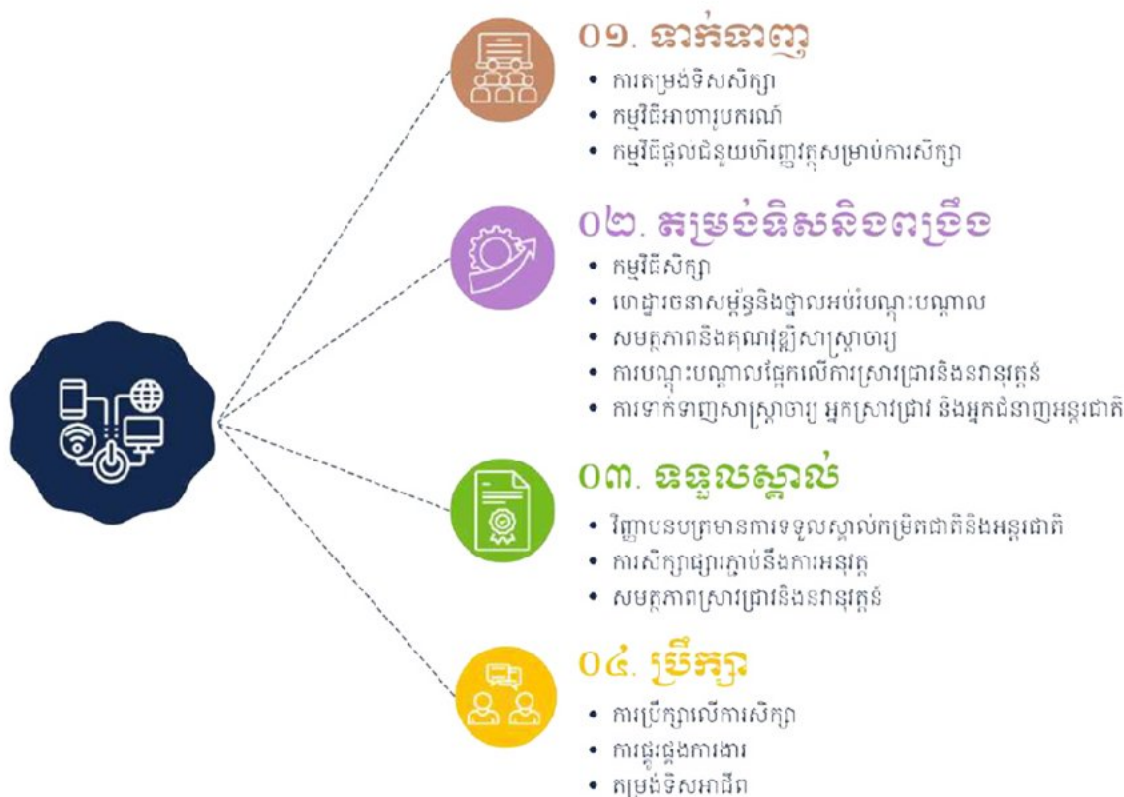 ០១. ទាក់ទាញ
• ការតម្រង់ទិសសិក្សា
• កម្មវិធីអាហារូបករណ៍
• កម្មវិធីផ្តល់ជំនួយហិរញ្ញវត្ថុសម្រាប់ការសិក្សា
០២. តម្រង់ទិសនិងពង្រឹង
• កម្មវិធីសិក្សា
• ហេដ្ឋារចនាសម្ព័ន្ធនិងថ្នាលអប់រំបណ្តុះបណ្តាល
• សមត្ថភាពនិងគុណវុឌ្ឍិសាស្ត្រាចារ្យ
• ការបណ្តុះបណ្តាលផ្អែកលើការស្រាវជ្រាវនិងនវានុវត្តន៍
• ការទាក់ទាញសាស្ត្រាចារ្យ អ្នកស្រាវជ្រាវ និងអ្នកជំនាញអន្តរជាតិ
០៣. ទទួលស្គាល់
• វិញ្ញាបនបត្រមានការទទួលស្គាល់កម្រិតជាតិនិងអន្តរជាតិ
• ការសិក្សាផ្សារភ្ជាប់នឹងការអនុវត្ត
• សមត្ថភាពស្រាវជ្រាវនិងនវានុវត្តន៍
០៤. ប្រឹក្សា
• ការប្រឹក្សាលើការសិក្សា
• ការផ្គូរផ្គងការងារ
• តម្រង់ទិសអាជីព